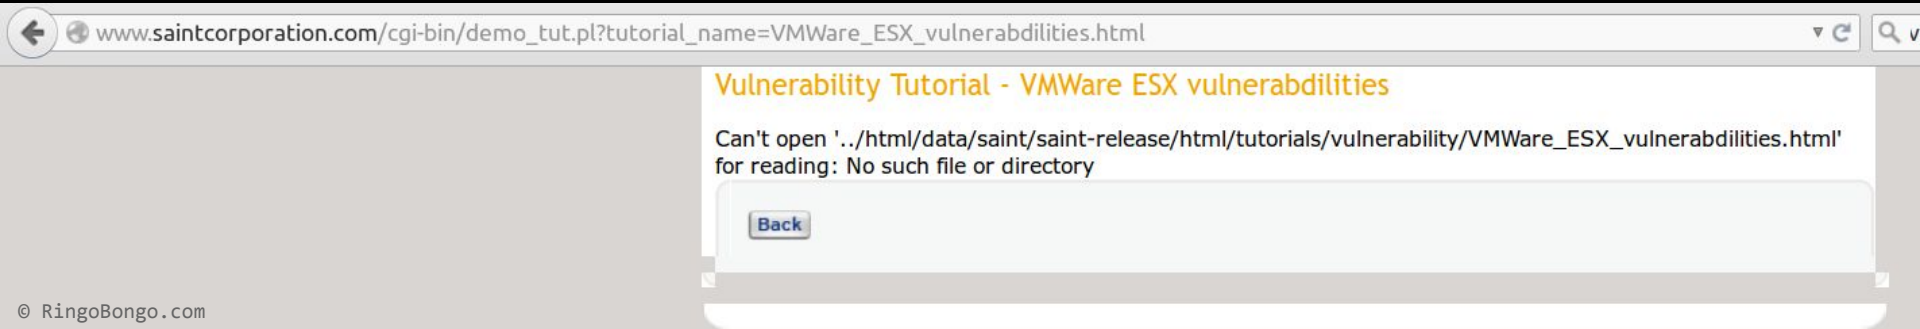 www.saintcorporation.com/cgi-bin/demo_tut.pl?tutorial_name=VMWare_ESX_vulnerabdilities.html
Vulnerability Tutorial - VMWare ESX vulnerabdilities
Can't open '../html/data/saint/saint-release/html/tutorials/vulnerability/VMWare_ESX_vulnerabdilities.html'
for reading: No such file or directory
Back
© RingoBongo.com